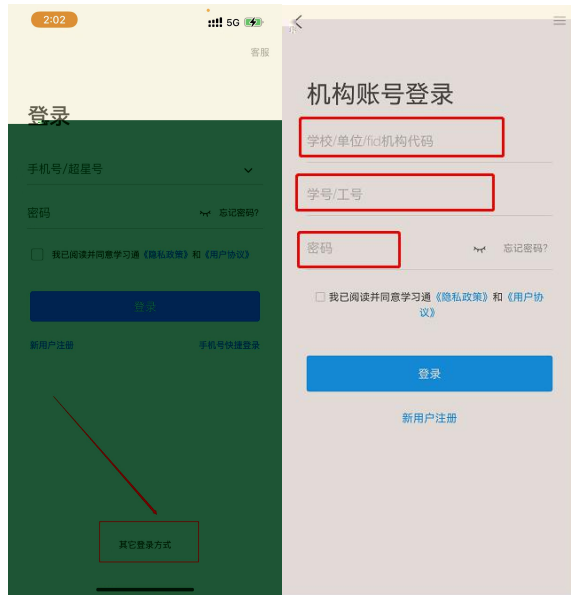 2:02
5G
客服
登录
手机号/超星号
密码
忘记密码?
我已阅读并同意学习通《隐私政策》和《用户协议》
登录
新用户注册
手机号快捷登录
其它登录方式
机构账号登录
学校/单位/fid机构代码
学号/工号
密码
忘记密码?
我已阅读并同意学习通《隐私政策》和《用户协
议》
登录
新用户注册